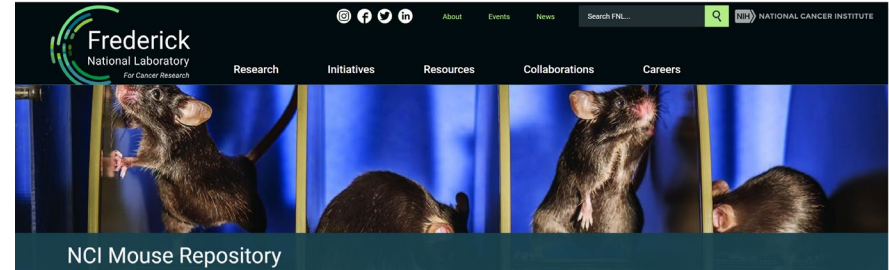 About Events News Search FNL... NIH NATIONAL CANCER INSTITUTE
Frederick
National Laboratory
For Cancer Research
Research Initiatives Resources Collaborations Careers
NCI Mouse Repository